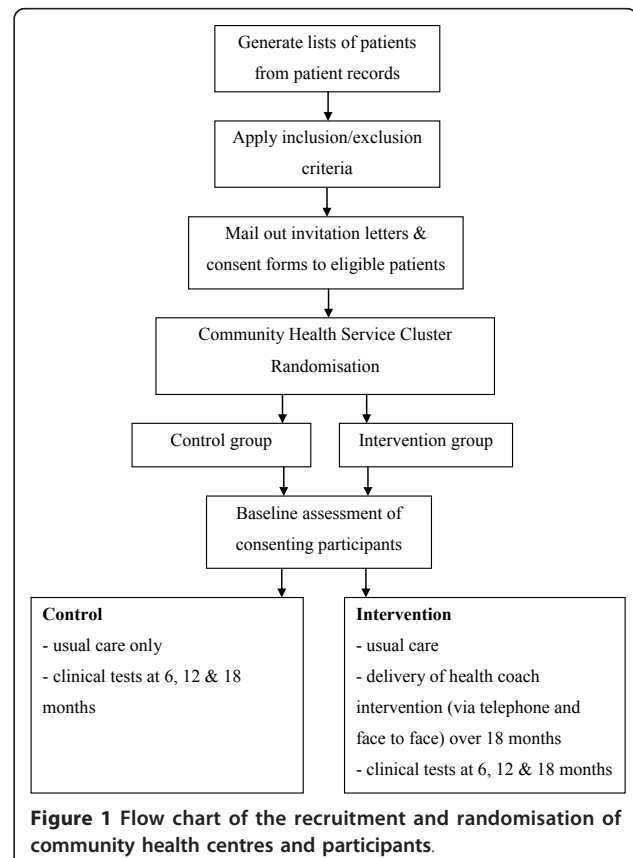 Generate lists of patients
from patient records
Apply inclusion/exclusion
criteria
Mail out invitation letters &
consent forms to eligible patients
Community Health Service Cluster
Randomisation
Control group
Intervention group
Baseline assessment of
consenting participants
Control
- usual care only
- clinical tests at 6, 12 & 18
months
Intervention
- usual care
- delivery of health coach
intervention (via telephone and
face to face) over 18 months
- clinical tests at 6, 12 & 18 months
Figure 1 Flow chart of the recruitment and randomisation of
community health centres and participants.